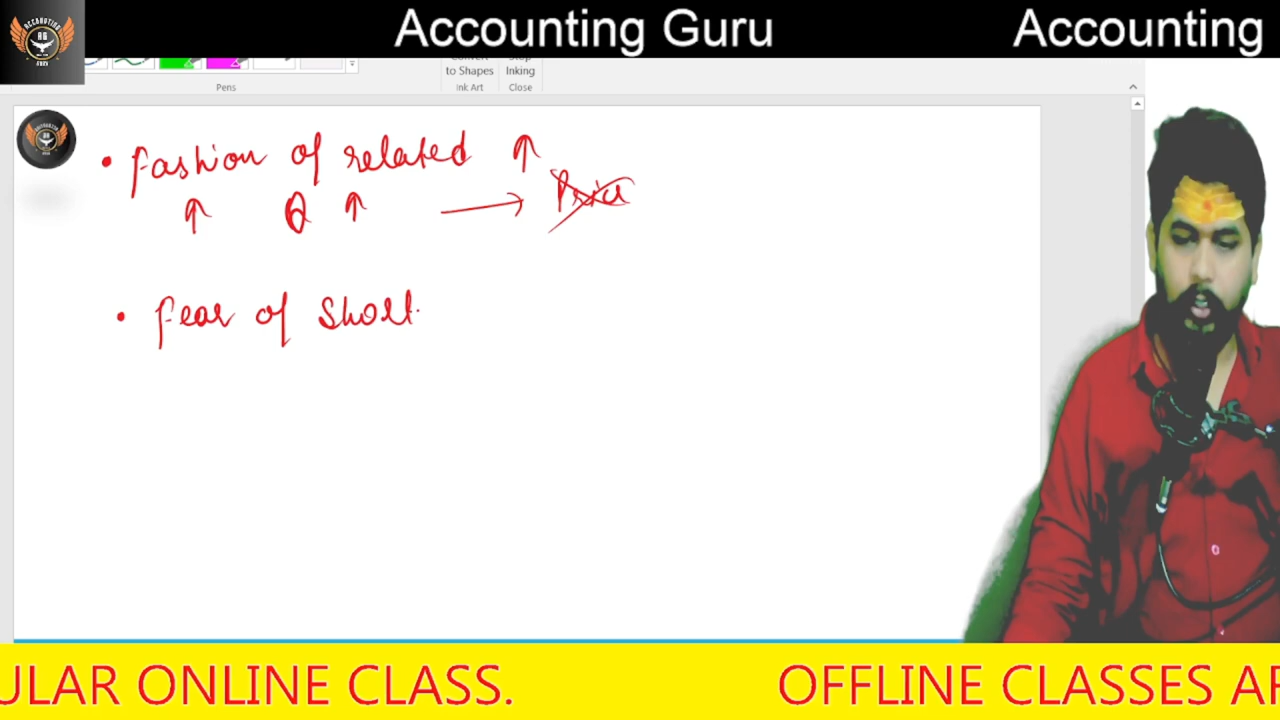 Accounting Guru
Accounting
to Shapes
Inking
Pens
Ink Art
Close
• fashion of related ↑
↑ Q ↑ →
• fear of short
ULAR ONLINE CLASS.
OFFLINE CLASSES AR